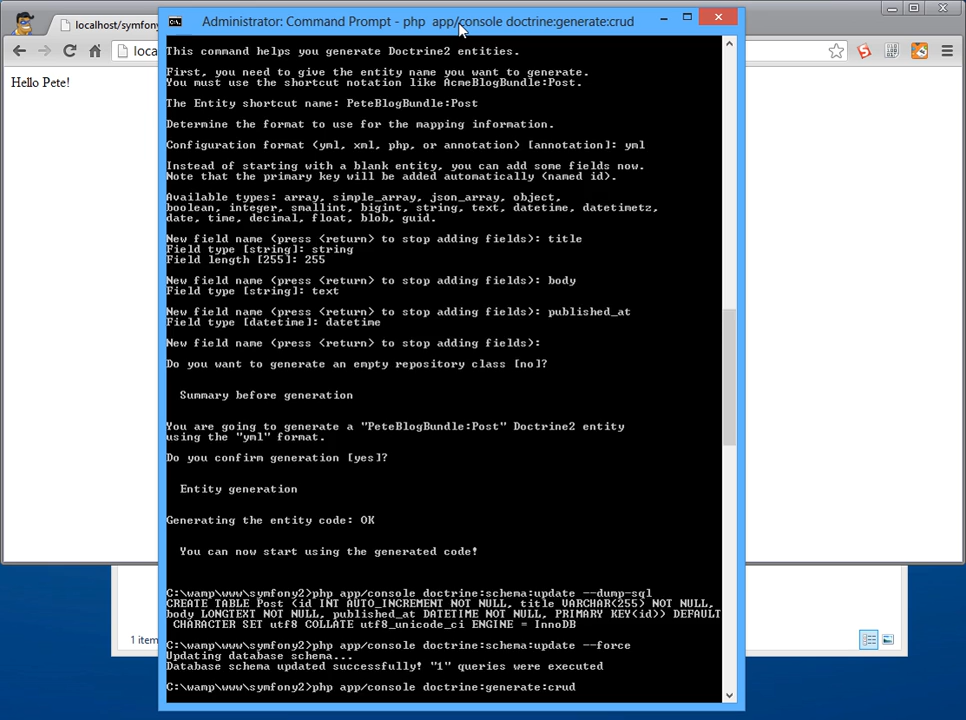 Administrator: Command Prompt - php app/console doctrine:generate:crud
localhost/symfony
loca
Hello Pete!
This command helps you generate Doctrine2 entities.
First, you need to give the entity name you want to generate.
You must use the shortcut notation like AcmeBlogBundle:Post.
The Entity shortcut name: PeteBlogBundle:Post
Determine the format to use for the mapping information.
Configuration format (yml, xml, php, or annotation) [annotation]: yml
Instead of starting with a blank entity, you can add some fields now.
Note that the primary key will be added automatically (named id).
Available types: array, simple_array, json_array, object,
boolean, integer, smallint, bigint, string, text, datetime, datetimetz,
date, time, decimal, float, blob, guid.
New field name (press <return> to stop adding fields): title
Field type [string]: string
Field length [255]: 255
New field name (press <return> to stop adding fields): body
Field type [string]: text
New field name (press <return> to stop adding fields): published_at
Field type [datetime]: datetime
New field name (press <return> to stop adding fields):
Do you want to generate an empty repository class [no]?
Summary before generation
You are going to generate a "PeteBlogBundle:Post" Doctrine2 entity
using the "yml" format.
Do you confirm generation [yes]?
Entity generation
Generating the entity code: OK
You can now start using the generated code!
C:\wamp\www\symfony2>php app/console doctrine:schema:update --dump-sql
CREATE TABLE Post (id INT AUTO_INCREMENT NOT NULL, title VARCHAR(255) NOT NULL,
body LONGTEXT NOT NULL, published_at DATETIME NOT NULL, PRIMARY KEY(id)) DEFAULT
CHARACTER SET utf8 COLLATE utf8_unicode_ci ENGINE = InnoDB
C:\wamp\www\symfony2>php app/console doctrine:schema:update --force
Updating database schema...
Database schema updated successfully! "1" queries were executed
C:\wamp\www\symfony2>php app/console doctrine:generate:crud
1 item